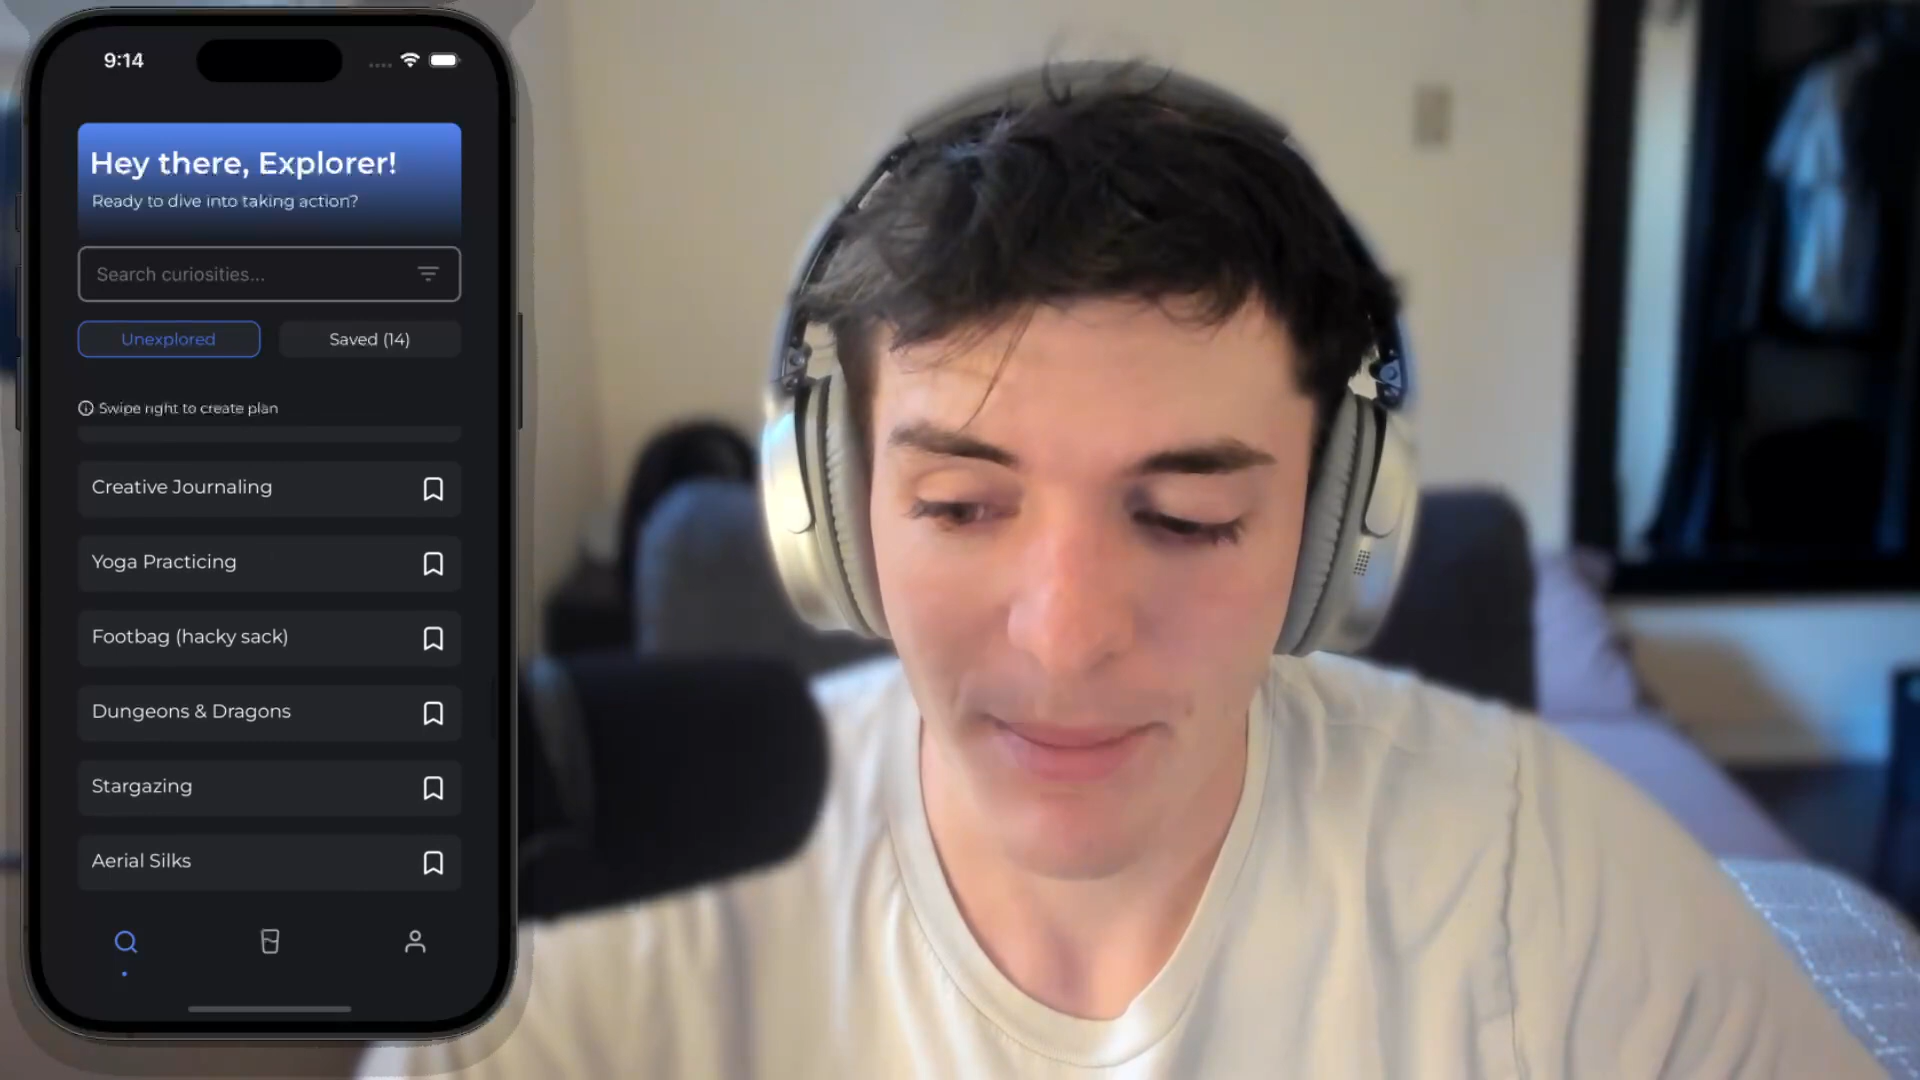 9:14
Hey there, Explorer!
Ready to dive into taking action?
Search curiosities...
Unexplored
Saved (14)
Swipe right to create plan
Creative Journaling
Yoga Practicing
Footbag (hacky sack)
Dungeons & Dragons
Stargazing
Aerial Silks